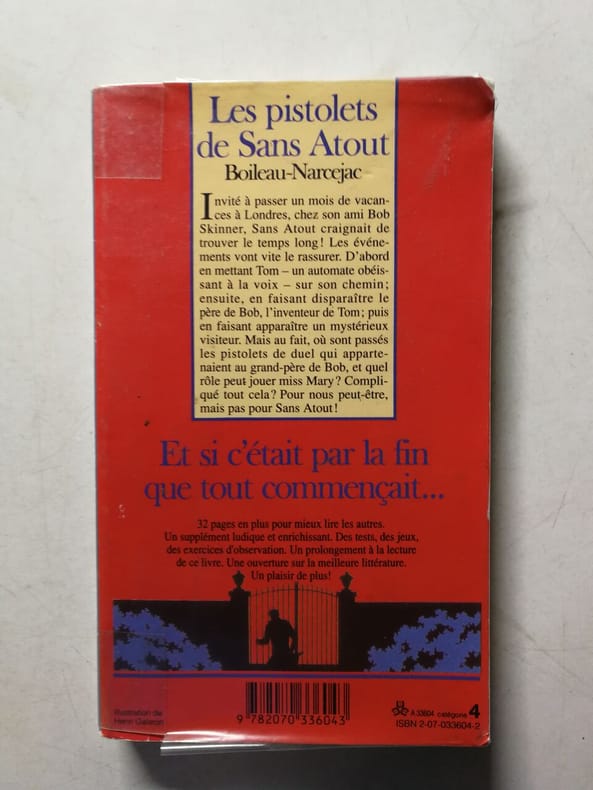 Les pistolets
de Sans Atout
Boileau-Narcejac
Invité à passer un mois de vacan-
ces à Londres, chez son ami Bob
Skinner, Sans Atout craignait de
trouver le temps long! Les événe-
ments vont vite le rassurer. D'abord
en mettant Tom – un automate obéis-
sant à la voix – sur son chemin;
ensuite, en faisant disparaître le
père de Bob, l'inventeur de Tom; puis
en faisant apparaître un mystérieux
visiteur. Mais au fait, où sont passés
les pistolets de duel qui apparte-
naient au grand-père de Bob, et quel
rôle peut jouer miss Mary? Compli-
qué tout cela? Pour nous peut-être,
mais pas pour Sans Atout!
Et si c'était par la fin
que tout commençait...
32 pages en plus pour mieux lire les autres.
Un supplément ludique et enrichissant. Des tests, des jeux,
des exercices d'observation. Un prolongement à la lecture
de ce livre. Une ouverture sur la meilleure littérature.
Un plaisir de plus!
Illustration de
Henri Galeron
9 782070 336043
A 33604 catégorie 4
ISBN 2-07-033604-2